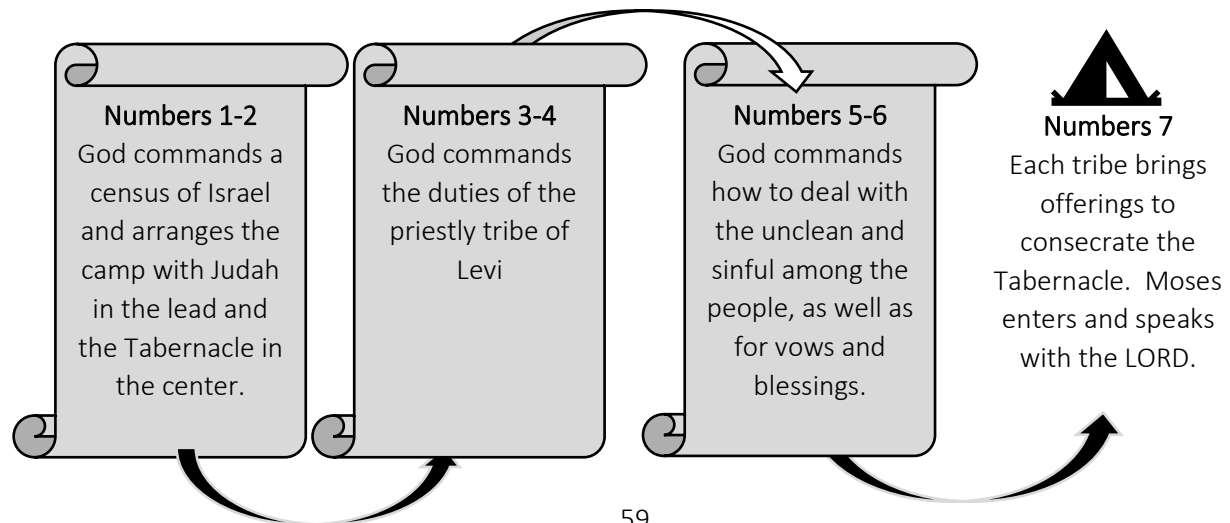 Numbers 1-2
God commands a
census of Israel
and arranges the
camp with Judah
in the lead and
the Tabernacle in
the center.
Numbers 3-4
God commands
the duties of the
priestly tribe of
Levi
Numbers 5-6
God commands
how to deal with
the unclean and
sinful among the
people, as well as
for vows and
blessings.
Numbers 7
Each tribe brings
offerings to
consecrate the
Tabernacle.  Moses
enters and speaks
with the LORD.
59